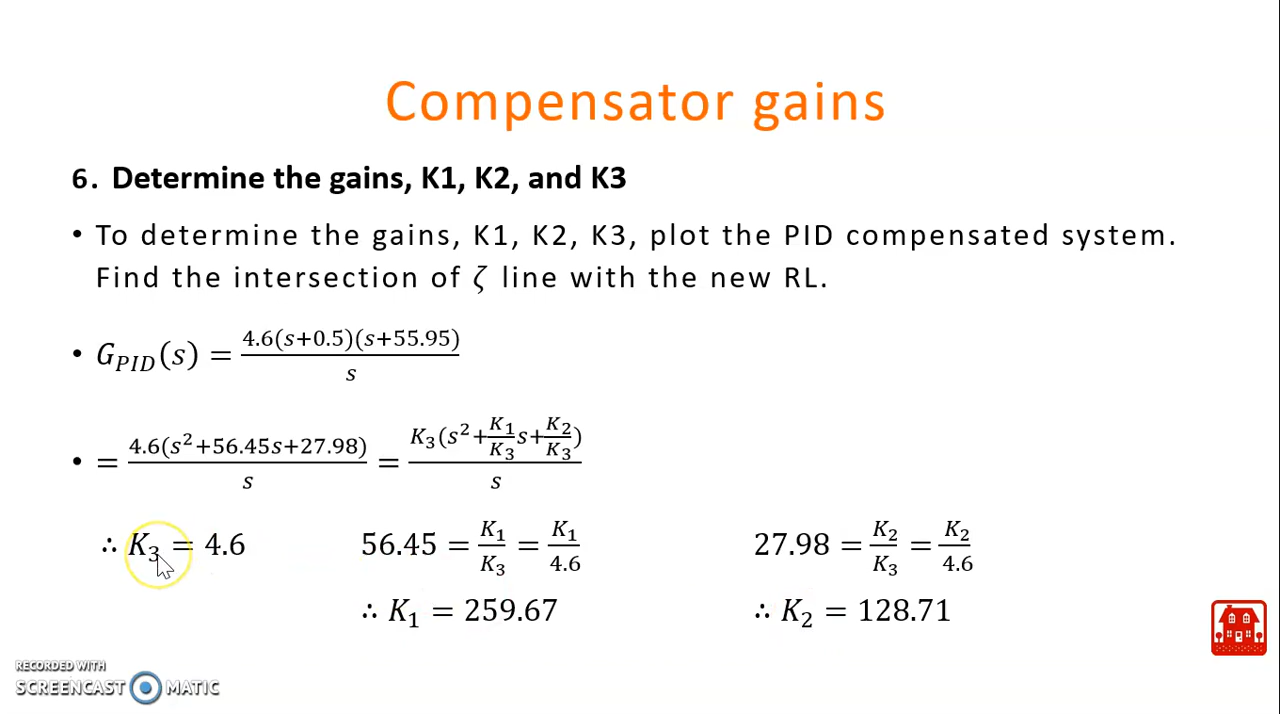 Compensator gains
6. Determine the gains, K1, K2, and K3
• To determine the gains, K1, K2, K3, plot the PID compensated system.
Find the intersection of ζ line with the new RL.
• G_PID(s) = 4.6(s+0.5)(s+55.95)/s
• = 4.6(s²+56.45s+27.98)/s = K₃(s²+K₁/K₃ s+K₂/K₃)/s
∴ K₃ = 4.6 56.45 = K₁/K₃ = K₁/4.6 27.98 = K₂/K₃ = K₂/4.6
∴ K₁ = 259.67 ∴ K₂ = 128.71
RECORDED WITH
SCREENCAST MATIC